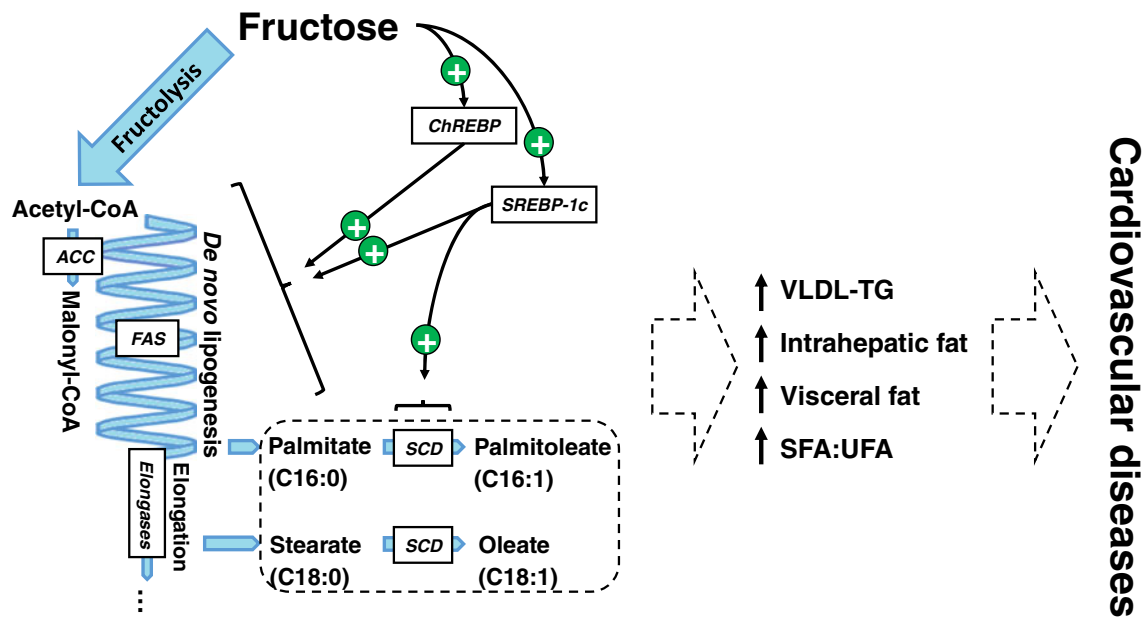 Fructose
Fructolysis
+
ChREBP
+
SREBP-1c
+
+
Acetyl-CoA
ACC
Malonyl-CoA
FAS
De novo lipogenesis
+
Palmitate
(C16:0)
SCD
Palmitoleate
(C16:1)
Elongases
Elongation
Stearate
(C18:0)
SCD
Oleate
(C18:1)
...
VLDL-TG
Intrahepatic fat
Visceral fat
SFA:UFA
Cardiovascular diseases